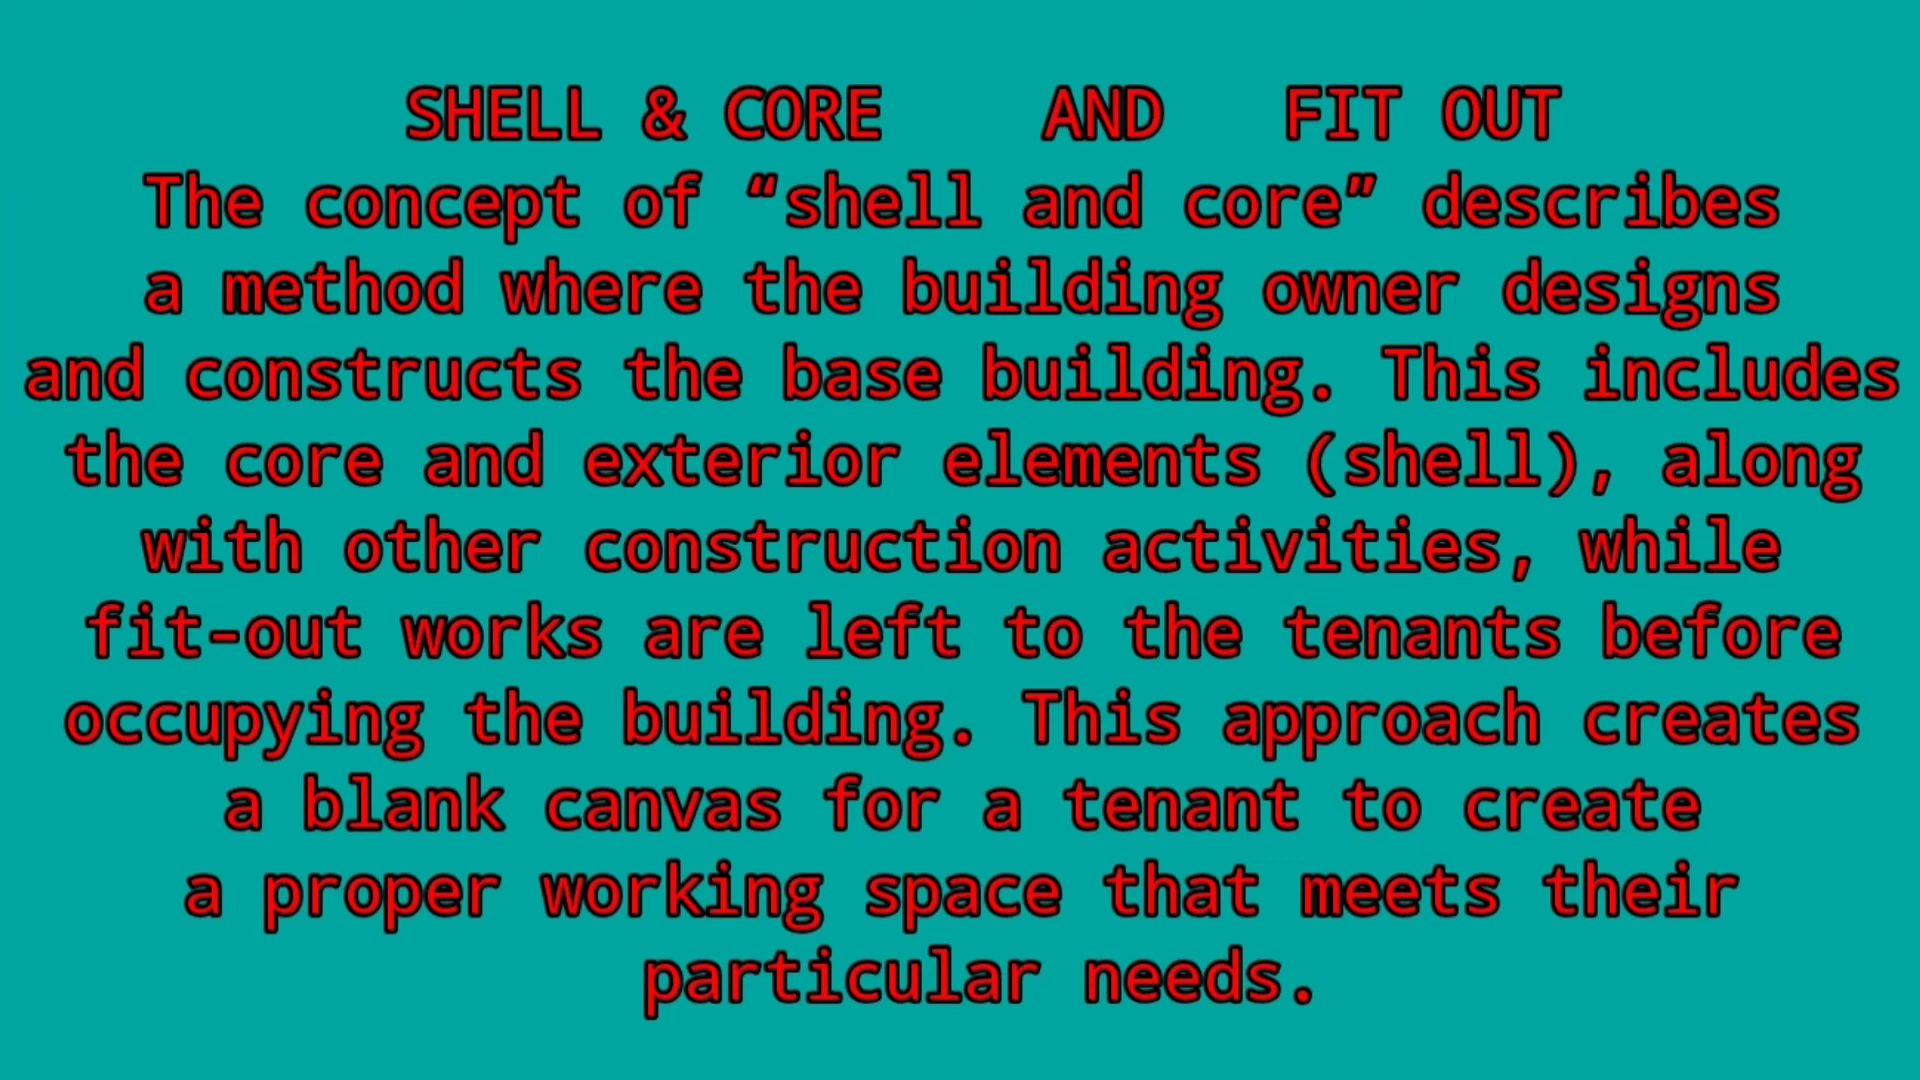 SHELL & CORE AND FIT OUT
The concept of “shell and core” describes
a method where the building owner designs
and constructs the base building. This includes
the core and exterior elements (shell), along
with other construction activities, while
fit-out works are left to the tenants before
occupying the building. This approach creates
a blank canvas for a tenant to create
a proper working space that meets their
particular needs.